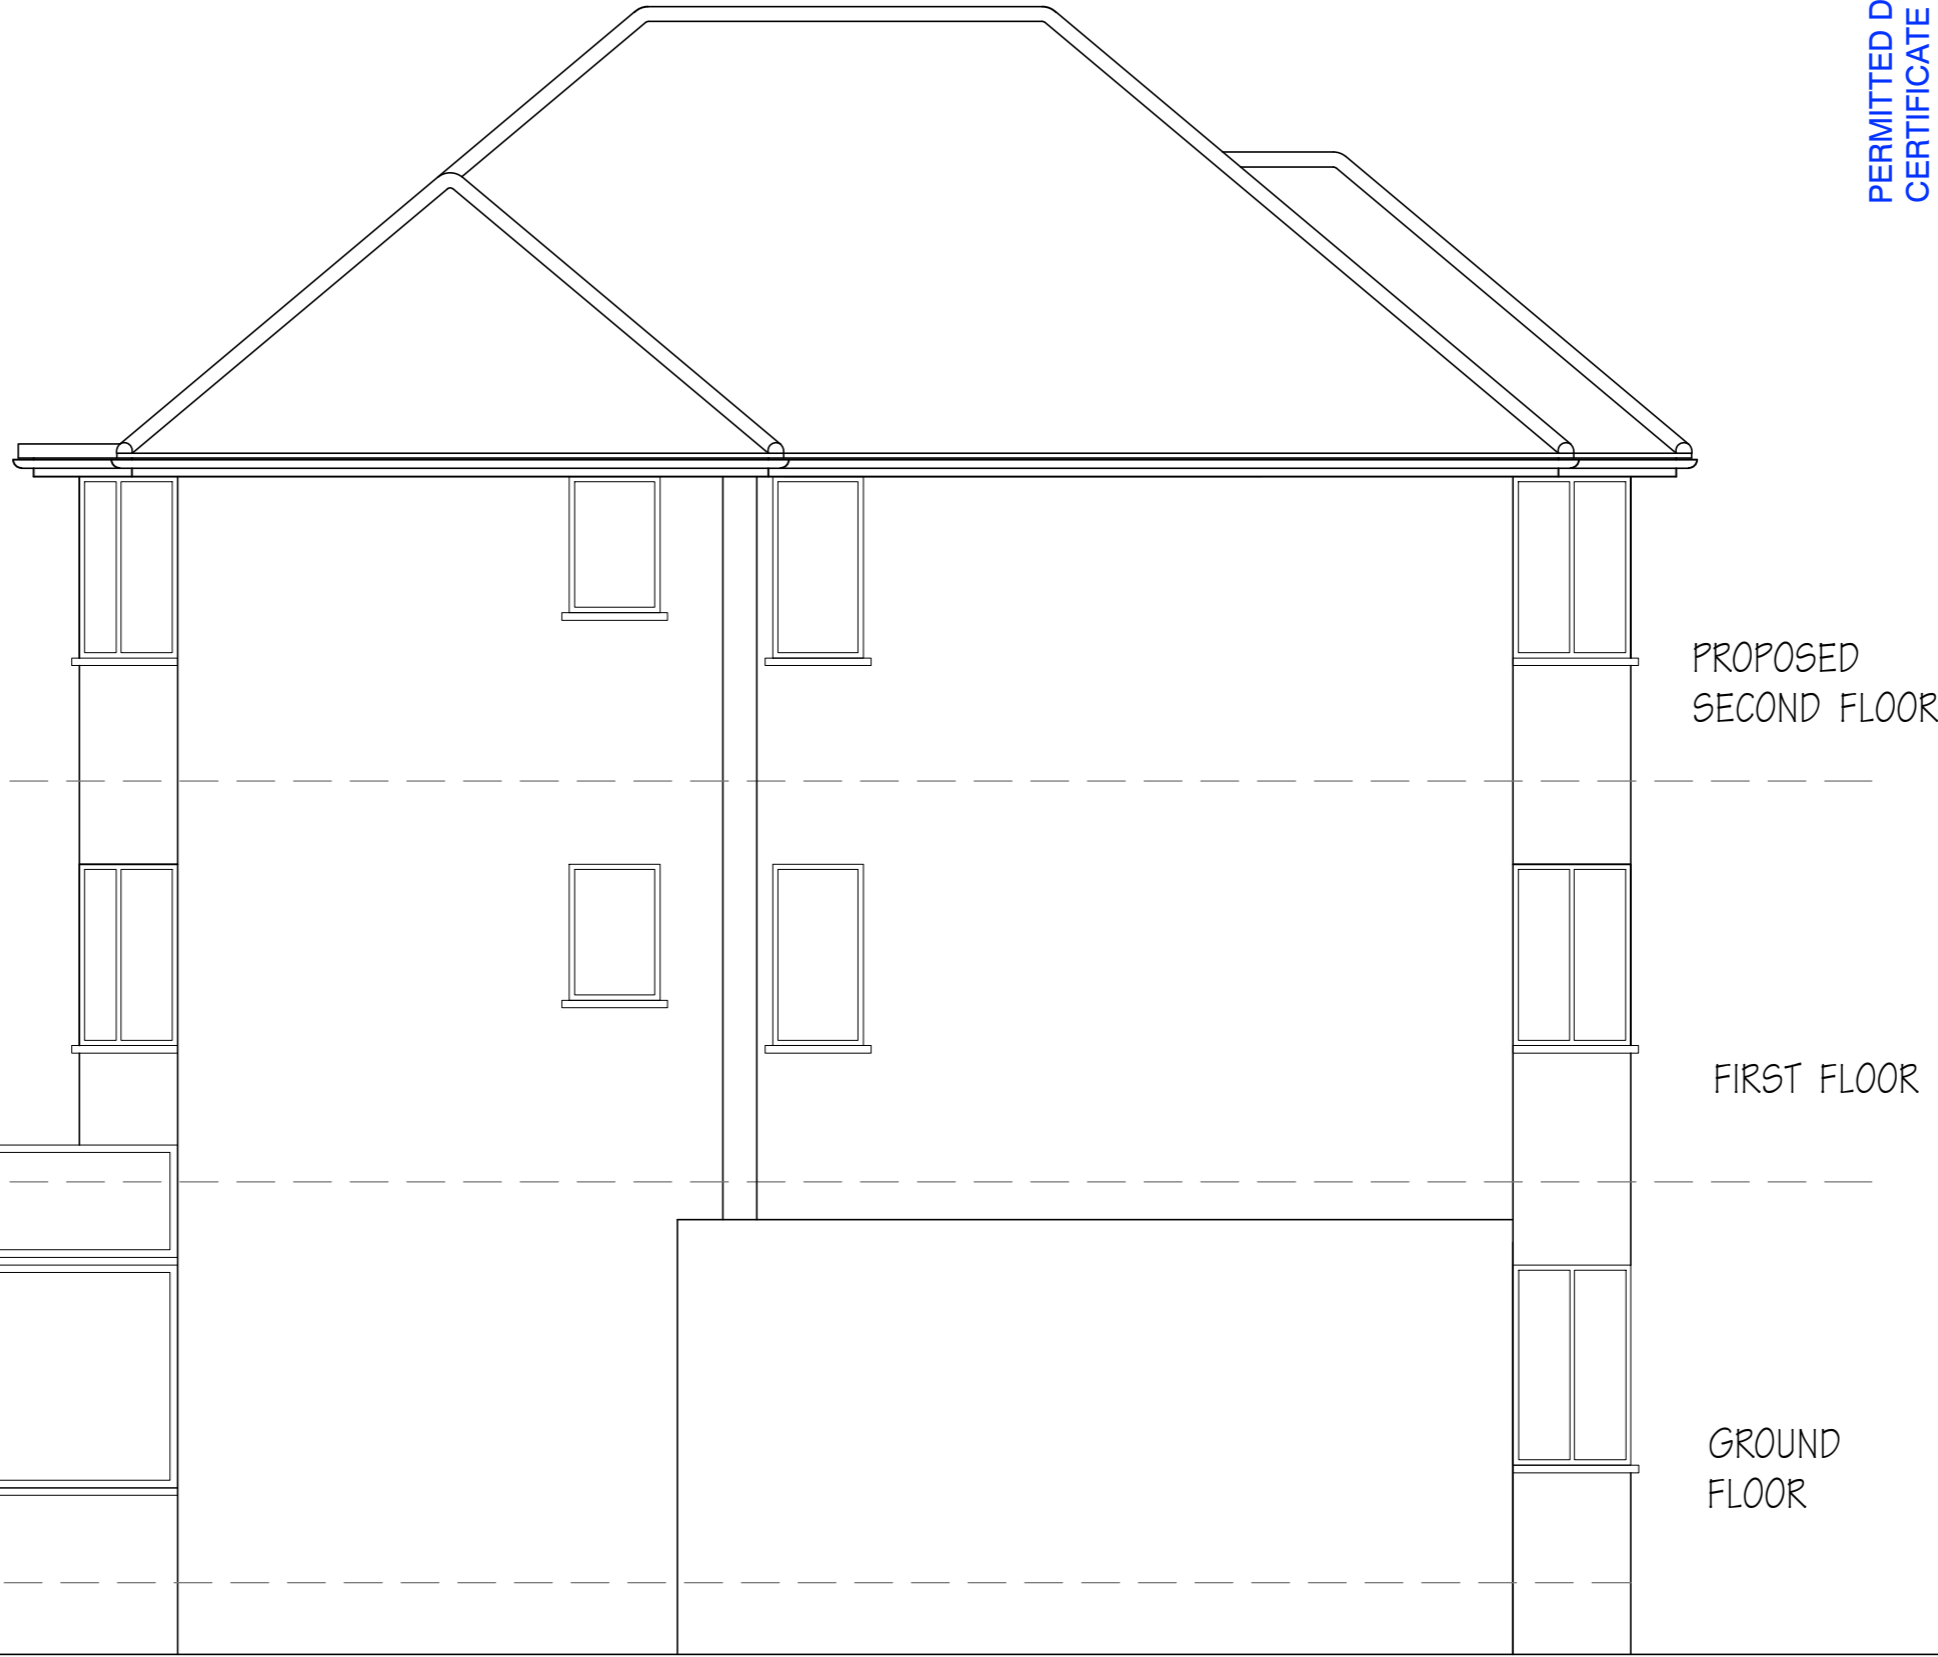 PERMITTED D
CERTIFICATE
PROPOSED
SECOND FLOOR
FIRST FLOOR
GROUND
FLOOR